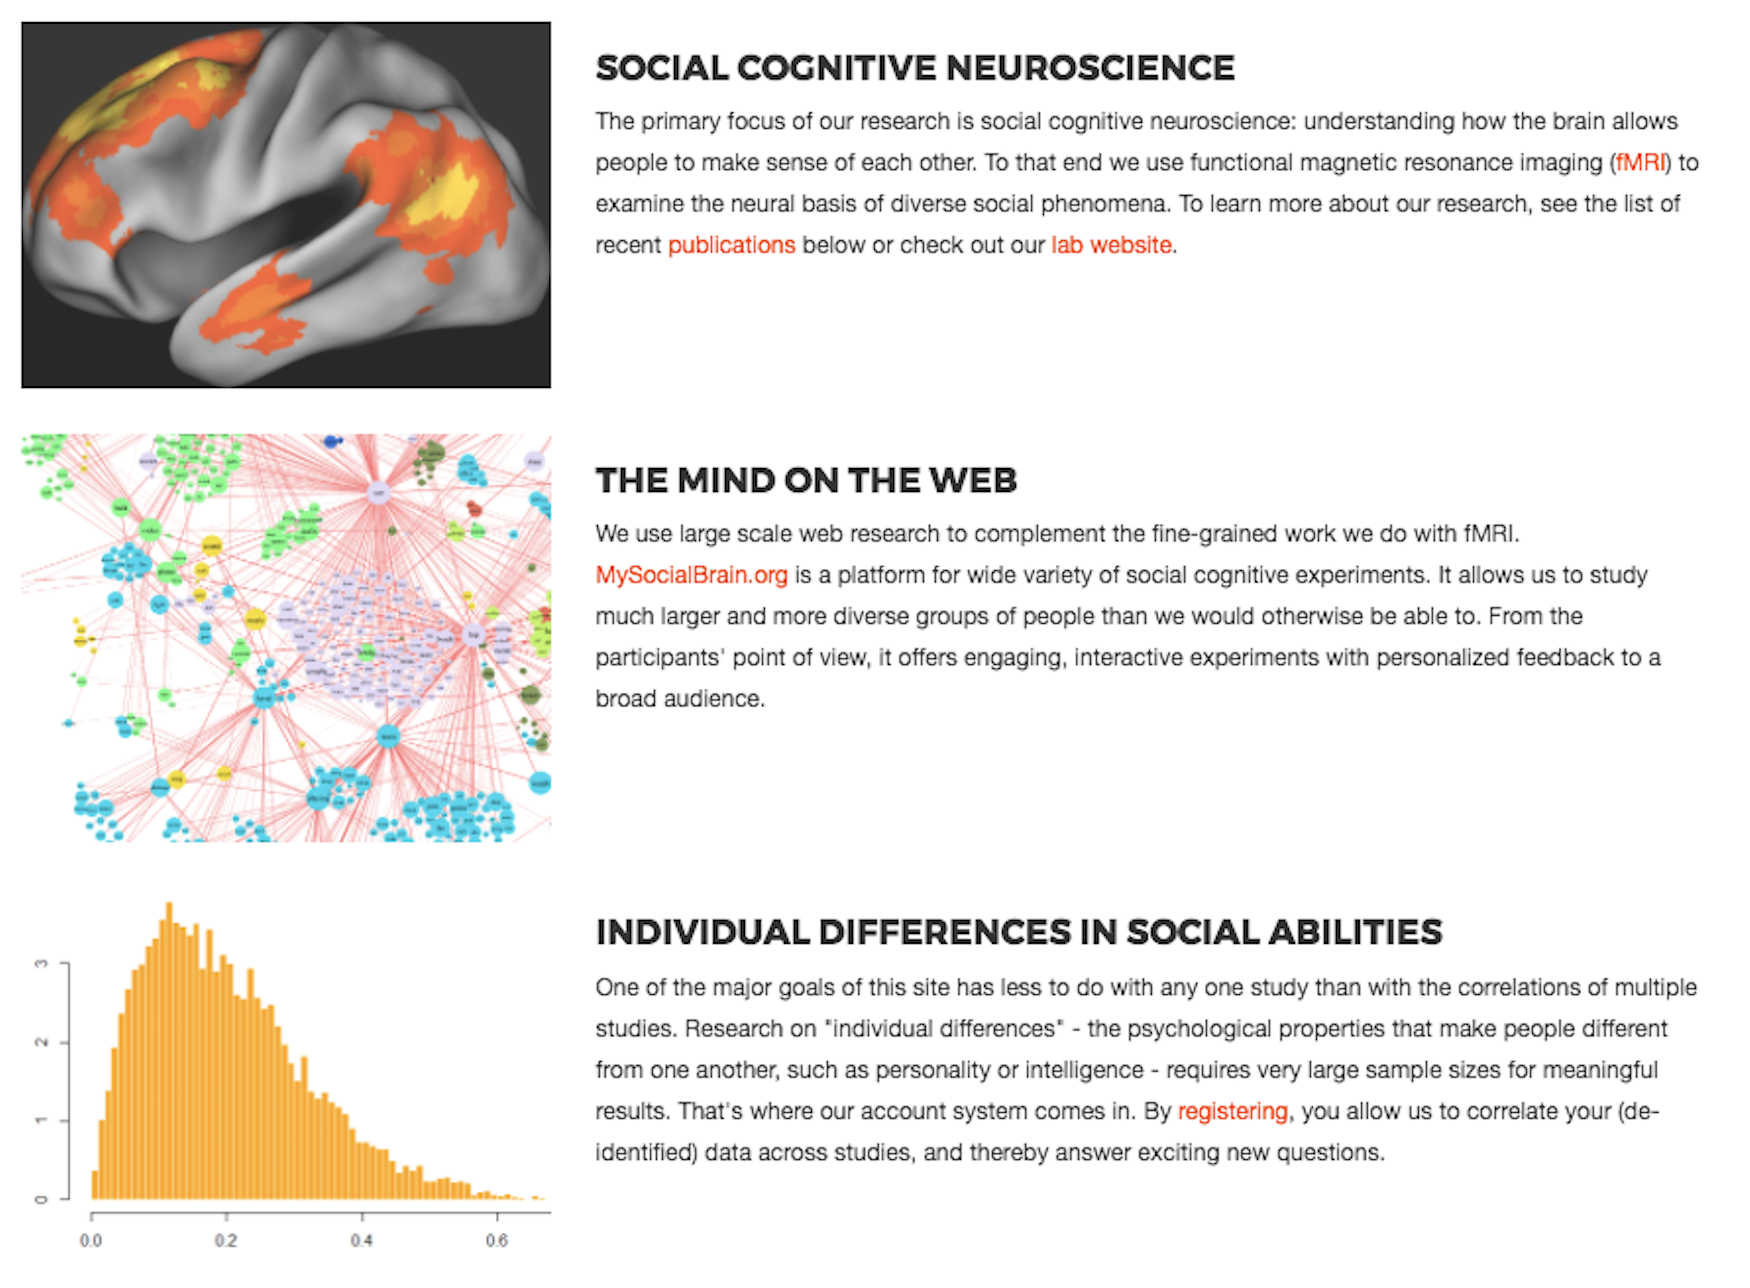 SOCIAL COGNITIVE NEUROSCIENCE
The primary focus of our research is social cognitive neuroscience: understanding how the brain allows
people to make sense of each other. To that end we use functional magnetic resonance imaging (fMRI) to
examine the neural basis of diverse social phenomena. To learn more about our research, see the list of
recent publications below or check out our lab website.
THE MIND ON THE WEB
We use large scale web research to complement the fine-grained work we do with fMRI.
MySocialBrain.org is a platform for wide variety of social cognitive experiments. It allows us to study
much larger and more diverse groups of people than we would otherwise be able to. From the
participants' point of view, it offers engaging, interactive experiments with personalized feedback to a
broad audience.
INDIVIDUAL DIFFERENCES IN SOCIAL ABILITIES
One of the major goals of this site has less to do with any one study than with the correlations of multiple
studies. Research on "individual differences" - the psychological properties that make people different
from one another, such as personality or intelligence - requires very large sample sizes for meaningful
results. That's where our account system comes in. By registering, you allow us to correlate your (de-
identified) data across studies, and thereby answer exciting new questions.
3
2
1
0
0.0 0.2 0.4 0.6